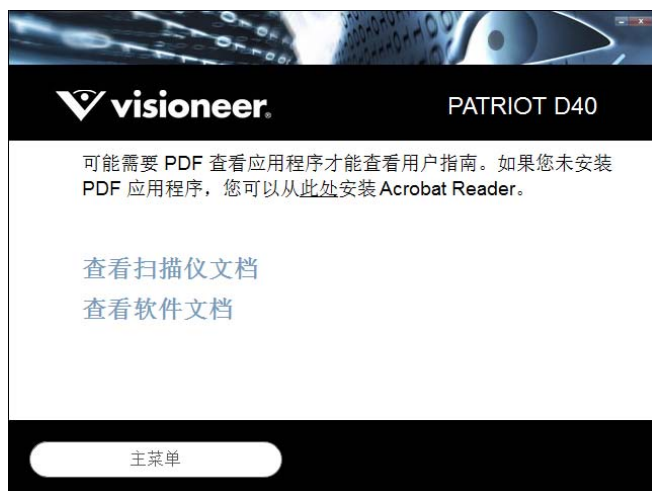 visioneer®
PATRIOT D40
可能需要 PDF 查看应用程序才能查看用户指南。如果您未安装
PDF 应用程序，您可以从此处安装 Acrobat Reader。
查看扫描仪文档
查看软件文档
主菜单